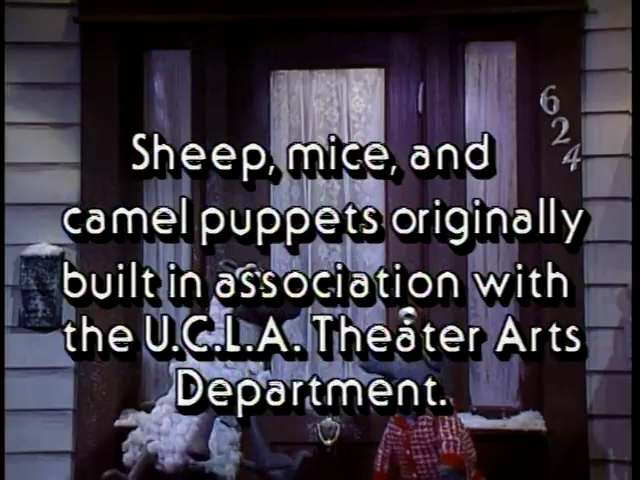 624
Sheep, mice, and
camel puppets originally
built in association with
the U.C.L.A. Theater Arts
Department.